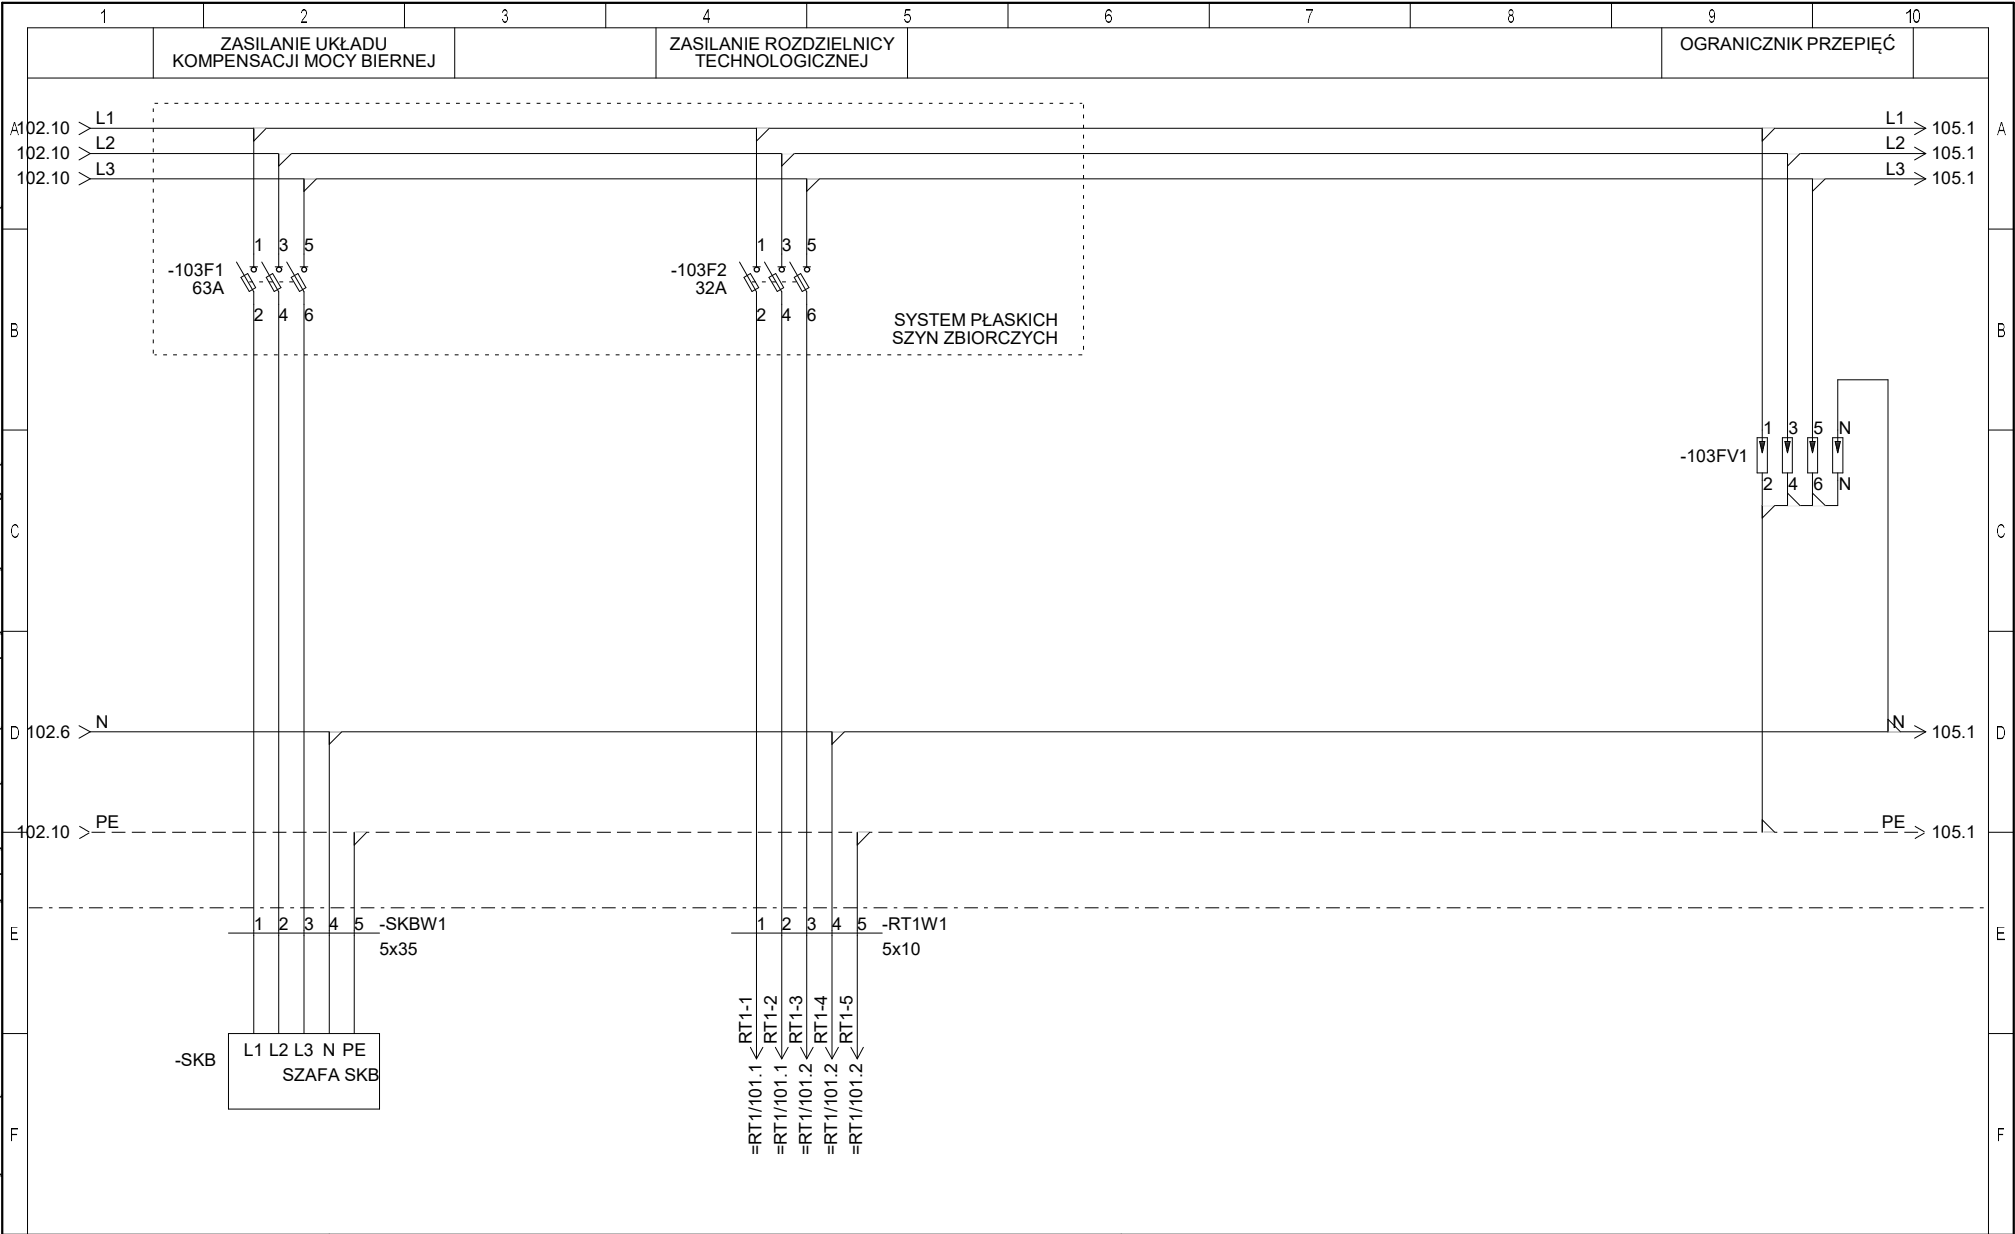 1 2 3 4 5 6 7 8 9 10
ZASILANIE UKŁADU
KOMPENSACJI MOCY BIERNEJ
ZASILANIE ROZDZIELNICY
TECHNOLOGICZNEJ
OGRANICZNIK PRZEPIĘĆ
A 102.10 L1 L1 105.1 A
102.10 L2 L2 105.1
102.10 L3 L3 105.1
1 3 5
-103F1
63A
2 4 6
1 3 5
-103F2
32A
2 4 6
SYSTEM PŁASKICH
SZYN ZBIORCZYCH
B B
1 3 5 N
-103FV1
2 4 6 N
C C
D 102.6 N N 105.1 D
102.10 PE PE 105.1
1 2 3 4 5 -SKBW1
5x35
1 2 3 4 5 -RT1W1
5x10
E E
-SKB
L1 L2 L3 N PE
SZAFA SKB
RT1-1
RT1-2
RT1-3
RT1-4
RT1-5
=RT1/101.1
=RT1/101.1
=RT1/101.2
=RT1/101.2
=RT1/101.2
F F